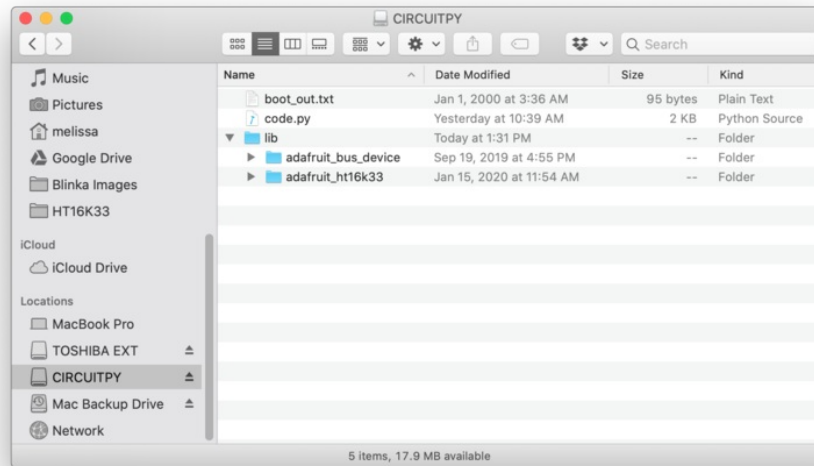 CIRCUITPY
Search
Music
Pictures
melissa
Google Drive
Blinka Images
HT16K33
iCloud
iCloud Drive
Locations
MacBook Pro
TOSHIBA EXT
CIRCUITPY
Mac Backup Drive
Network
Name Date Modified Size Kind
boot_out.txt Jan 1, 2000 at 3:36 AM 95 bytes Plain Text
code.py Yesterday at 10:39 AM 2 KB Python Source
lib Today at 1:31 PM -- Folder
adafruit_bus_device Sep 19, 2019 at 4:55 PM -- Folder
adafruit_ht16k33 Jan 15, 2020 at 11:54 AM -- Folder
5 items, 17.9 MB available